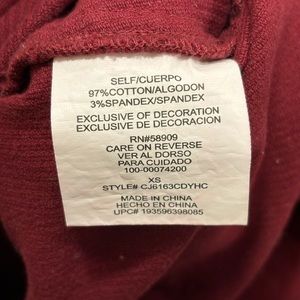 SELF/CUERPO
97%COTTON/ALGODON
3%SPANDEX/SPANDEX
EXCLUSIVE OF DECORATION
EXCLUSIVE DE DECORACION
RN#58909
CARE ON REVERSE
VER AL DORSO
PARA CUIDADO
100-00074200
XS
STYLE# CJ6163CDYHC
MADE IN CHINA
HECHO EN CHINA
UPC# 193596398085